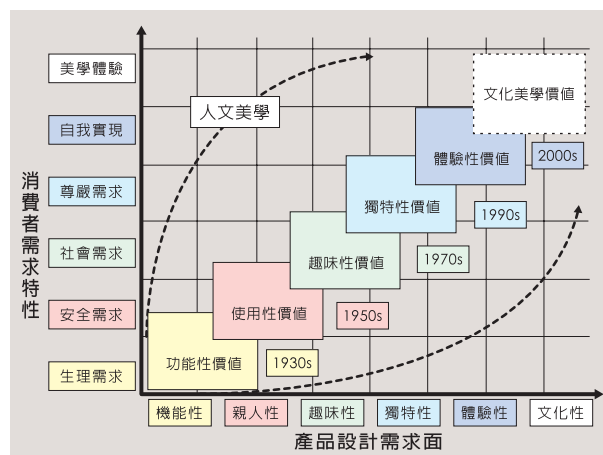 美學體驗
自我實現
尊嚴需求
社會需求
安全需求
生理需求
消費者需求特性
人文美學
文化美學價值
體驗性價值
2000s
獨特性價值
1990s
趣味性價值
1970s
使用性價值
1950s
功能性價值
1930s
機能性
親人性
趣味性
獨特性
體驗性
文化性
產品設計需求面